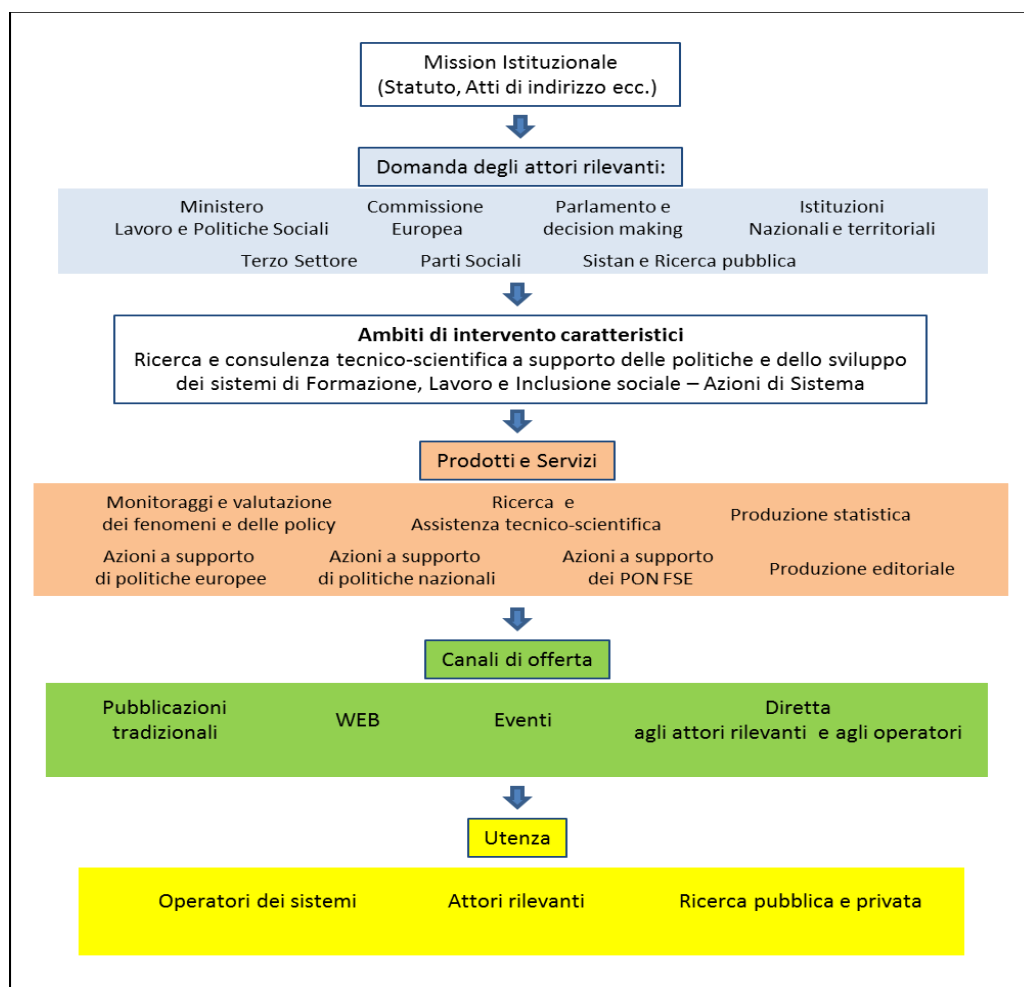 Mission Istituzionale
(Statuto, Atti di indirizzo ecc.)
Domanda degli attori rilevanti:
Ministero
Lavoro e Politiche Sociali
Commissione
Europea
Parlamento e
decision making
Istituzioni
Nazionali e territoriali
Terzo Settore
Parti Sociali
Sistan e Ricerca pubblica
Ambiti di intervento caratteristici
Ricerca e consulenza tecnico-scientifica a supporto delle politiche e dello sviluppo
dei sistemi di Formazione, Lavoro e Inclusione sociale – Azioni di Sistema
Prodotti e Servizi
Monitoraggi e valutazione
dei fenomeni e delle policy
Ricerca e
Assistenza tecnico-scientifica
Produzione statistica
Azioni a supporto
di politiche europee
Azioni a supporto
di politiche nazionali
Azioni a supporto
dei PON FSE
Produzione editoriale
Canali di offerta
Pubblicazioni
tradizionali
WEB
Eventi
Diretta
agli attori rilevanti e agli operatori
Utenza
Operatori dei sistemi
Attori rilevanti
Ricerca pubblica e privata